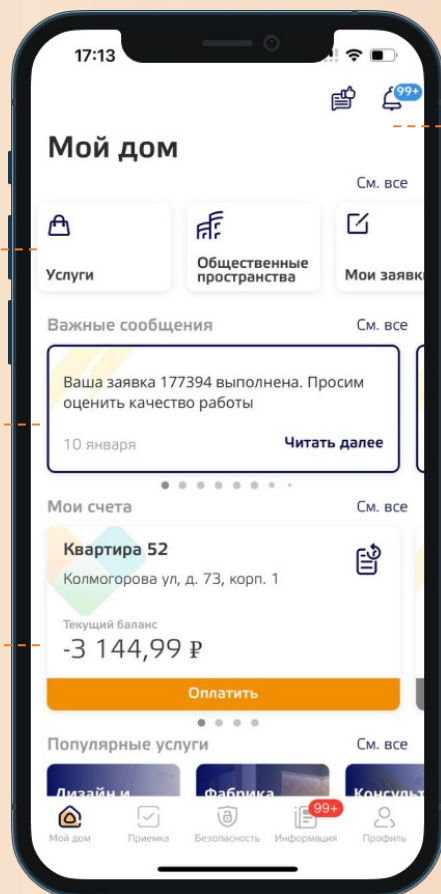 17:13
99+
Мой дом
См. все
Услуги
Общественные
пространства
Мои заявк
Важные сообщения
См. все
Ваша заявка 177394 выполнена. Просим
оценить качество работы
10 января
Читать далее
Мои счета
См. все
Квартира 52
Колмогорова ул, д. 73, корп. 1
Текущий баланс
-3 144,99 ₽
Оплатить
Популярные услуги
См. все
Дизайн и
Фабрика
Консульт
99+
Мой дом
Приемка
Безопасность
Информация
Профиль